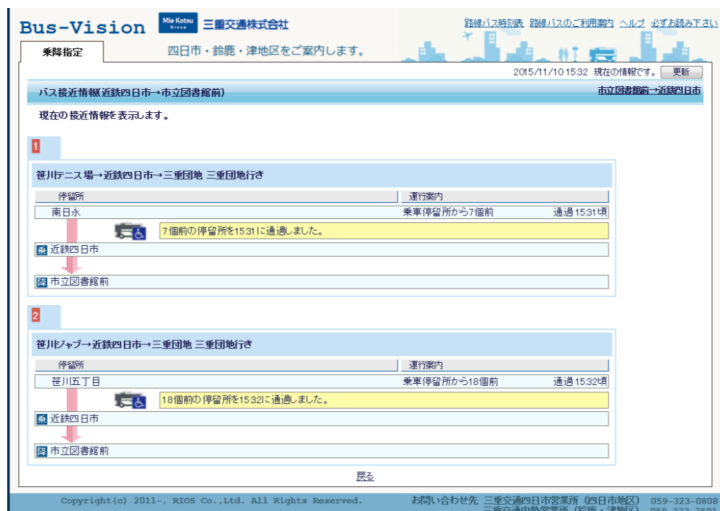 Bus-Vision Mie Kotsu Group 三重交通株式会社 路線バス時刻表 路線バスのご利用案内 ヘルプ 必ずお読み下さい
乗降指定 四日市・鈴鹿・津地区をご案内します。
2015/11/10 15:32 現在の情報です。 更新
バス接近情報(近鉄四日市→市立図書館前) 市立図書館前→近鉄四日市
現在の接近情報を表示します。
1
笹川テニス場→近鉄四日市→三重団地 三重団地行き
停留所 運行案内
南日永 乗車停留所から7個前 通過 15:31頃
7個前の停留所を15:31に通過しました。
乗 近鉄四日市
降 市立図書館前
2
笹川ジャブ→近鉄四日市→三重団地 三重団地行き
停留所 運行案内
笹川五丁目 乗車停留所から18個前 通過 15:32頃
18個前の停留所を15:32に通過しました。
乗 近鉄四日市
降 市立図書館前
戻る
Copyright(c) 2011-, RIOS Co.,Ltd. All Rights Reserved. お問い合わせ先 三重交通四日市営業所 (四日市地区) 059-323-0808